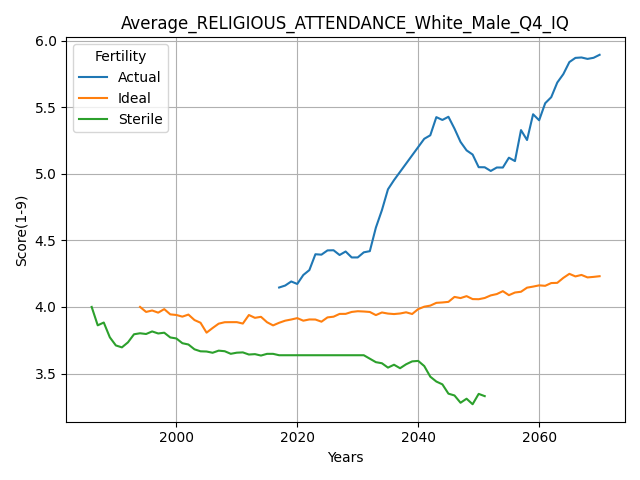 Average_RELIGIOUS_ATTENDANCE_White_Male_Q4_IQ
Fertility
Actual
Ideal
Sterile
Score(1-9)
6.0
5.5
5.0
4.5
4.0
3.5
2000 2020 2040 2060
Years